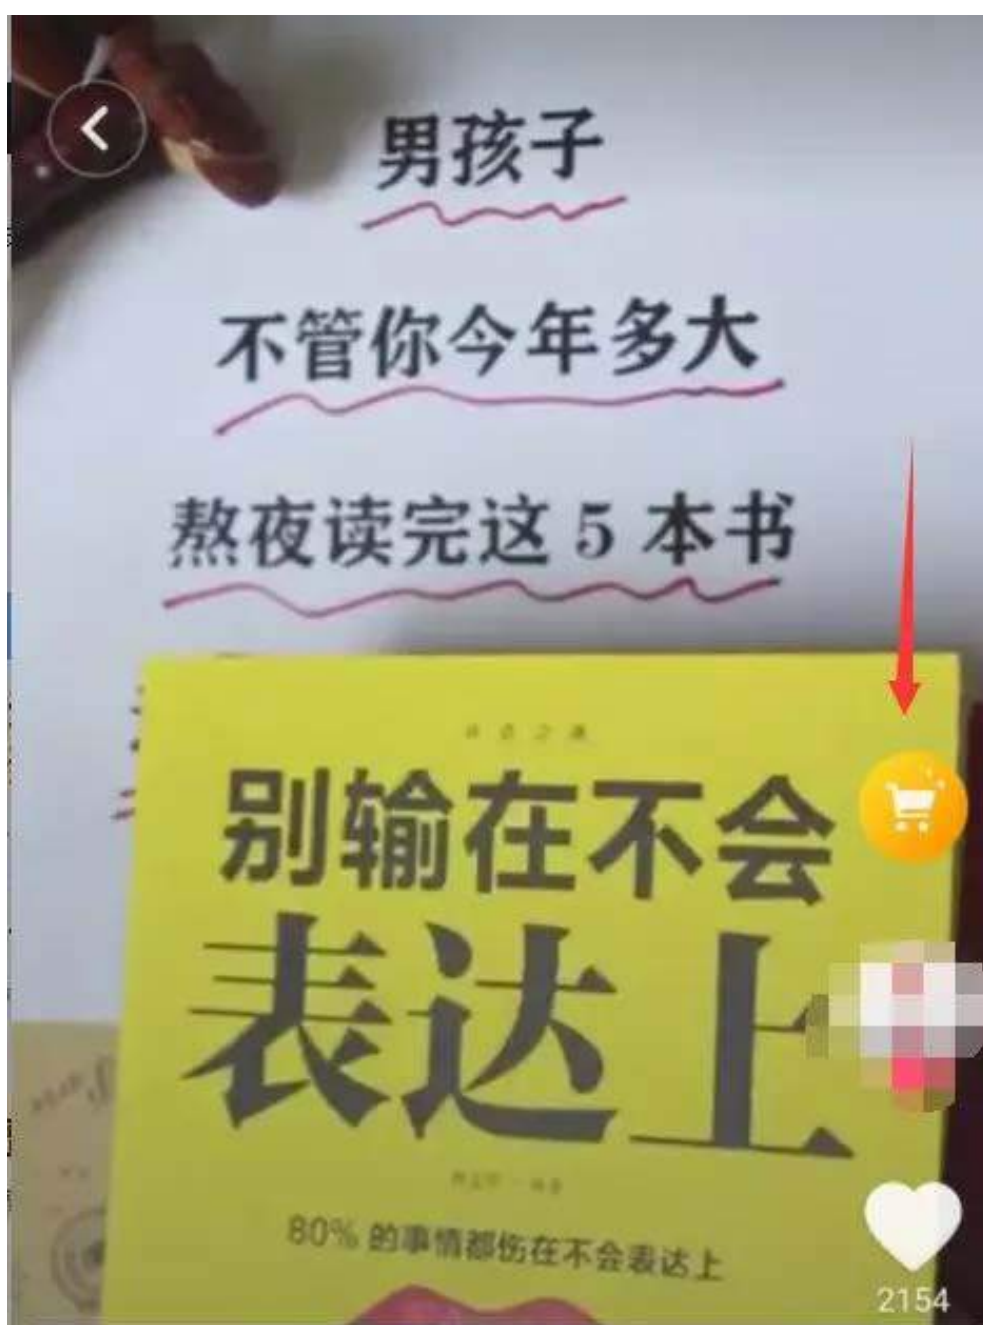 男孩子
不管你今年多大
熬夜读完这 5 本书
别输在不会
表达上
80% 的事情都伤在不会表达上
2154